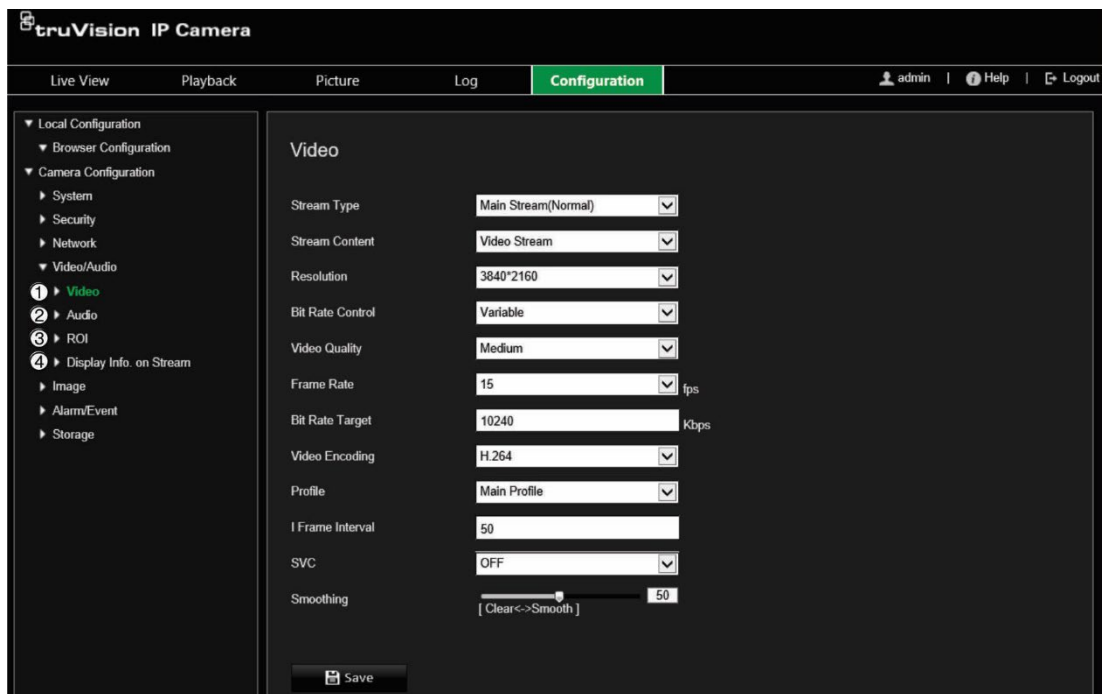 truVision IP Camera
Live View Playback Picture Log Configuration admin | Help | Logout
Local Configuration
Browser Configuration
Camera Configuration
System
Security
Network
Video/Audio
1 Video
2 Audio
3 ROI
4 Display Info. on Stream
Image
Alarm/Event
Storage
Video
Stream Type Main Stream(Normal)
Stream Content Video Stream
Resolution 3840*2160
Bit Rate Control Variable
Video Quality Medium
Frame Rate 15 fps
Bit Rate Target 10240 Kbps
Video Encoding H.264
Profile Main Profile
I Frame Interval 50
SVC OFF
Smoothing 50
[ Clear<->Smooth ]
Save